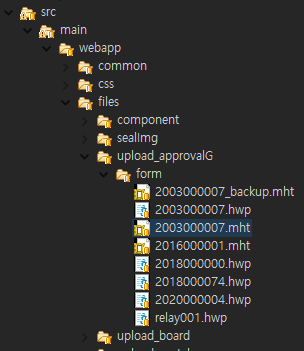 src
main
webapp
common
css
files
component
sealImg
upload_approvalG
form
2003000007_backup.mht
2003000007.hwp
2003000007.mht
2016000001.mht
2018000000.hwp
2018000074.hwp
2020000004.hwp
relay001.hwp
upload_board